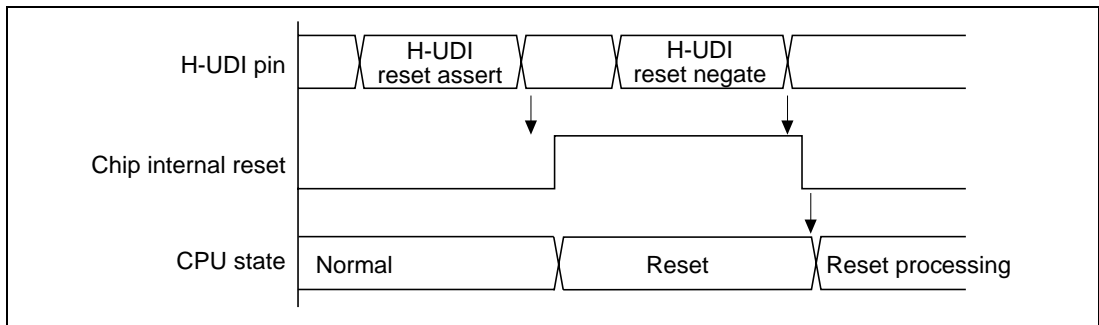 H-UDI pin
H-UDI
reset assert
H-UDI
reset negate
Chip internal reset
CPU state
Normal
Reset
Reset processing